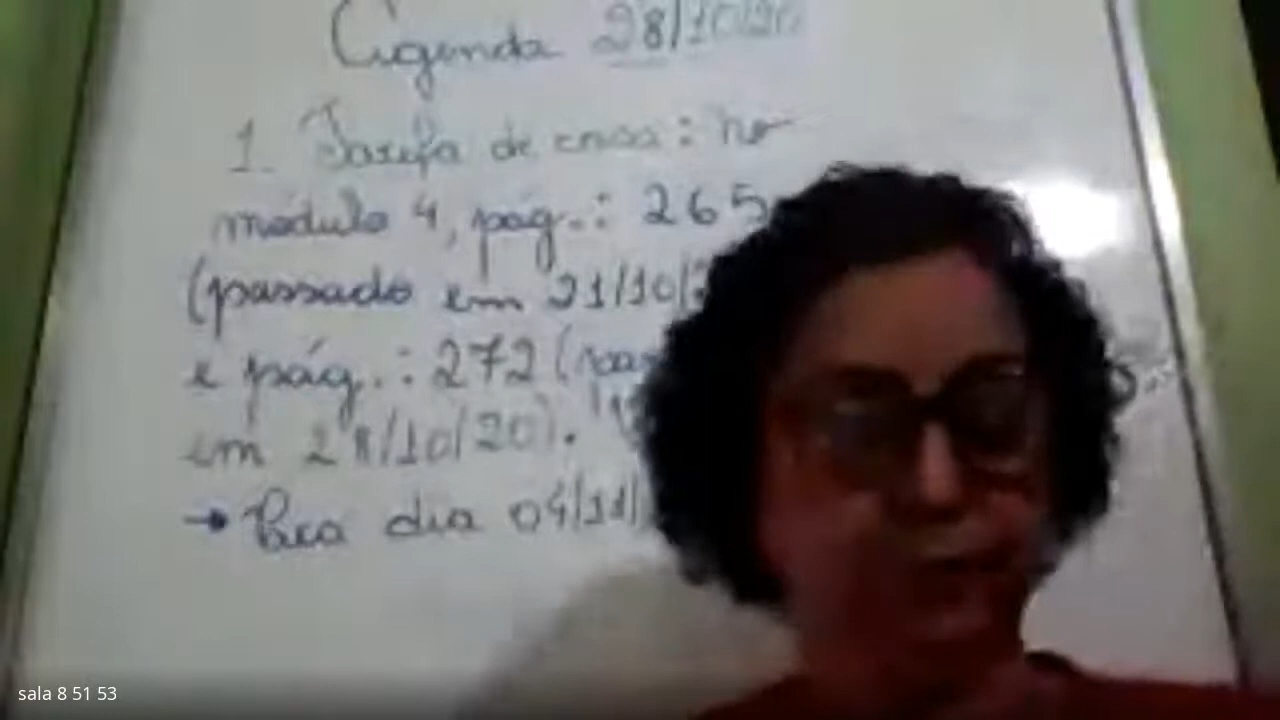 Agenda 28/10/20
1. Tarefa de casa: no
módulo 4, pág.: 265
(passado em 21/10/
e pág.: 272 (pas
em 28/10/20).
→ Para dia 04/11/
sala 8 51 53